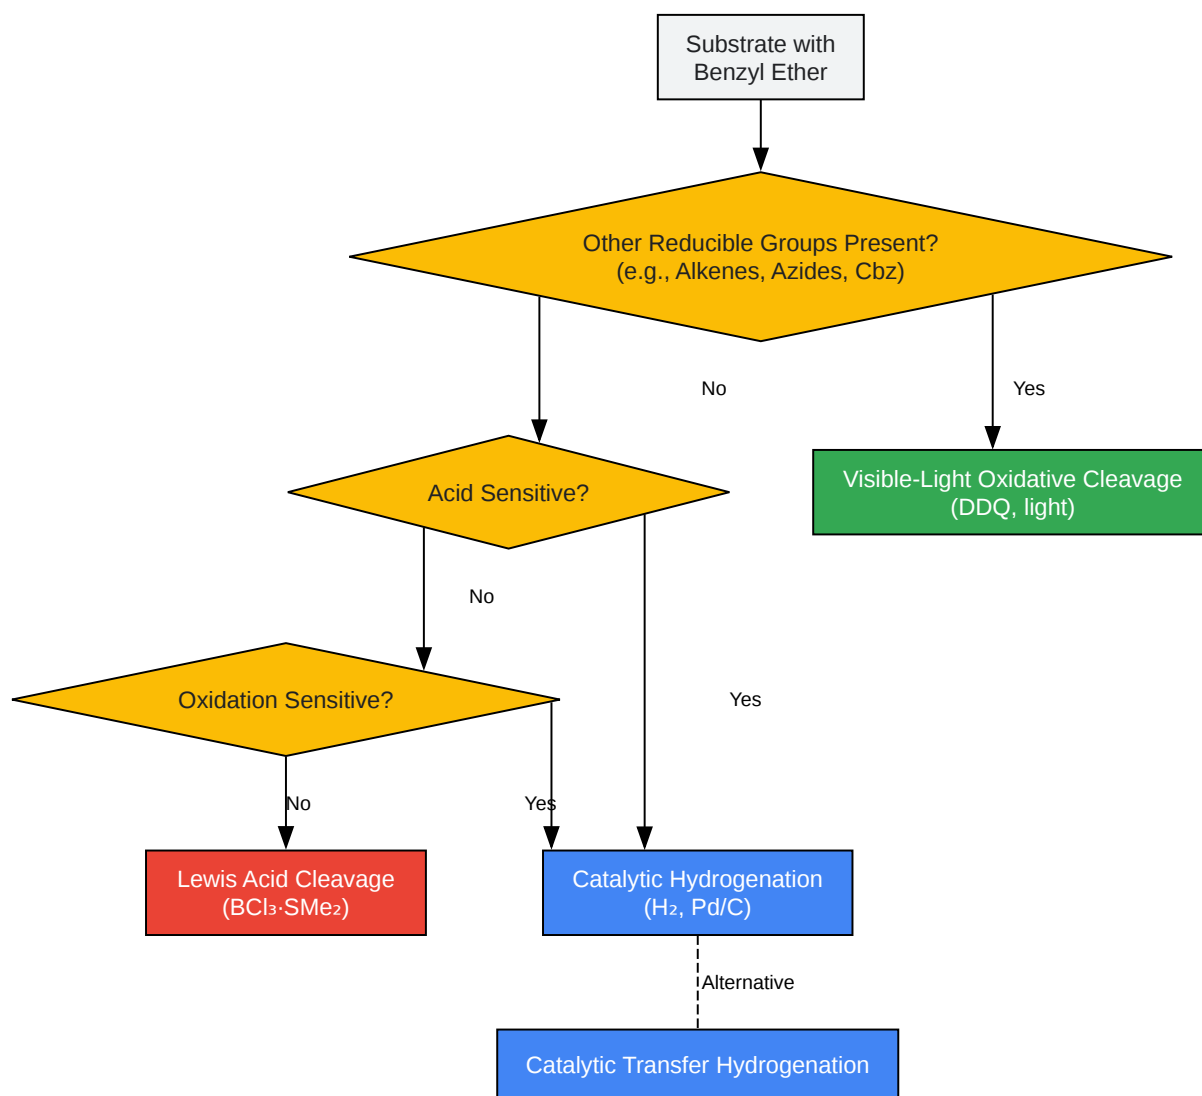 Substrate with
Benzyl Ether
Other Reducible Groups Present?
(e.g., Alkenes, Azides, Cbz)
No
Yes
Acid Sensitive?
Visible-Light Oxidative Cleavage
(DDQ, light)
No
Yes
Oxidation Sensitive?
No
Yes
Lewis Acid Cleavage
(BCl₃·SMe₂)
Catalytic Hydrogenation
(H₂, Pd/C)
Alternative
Catalytic Transfer Hydrogenation